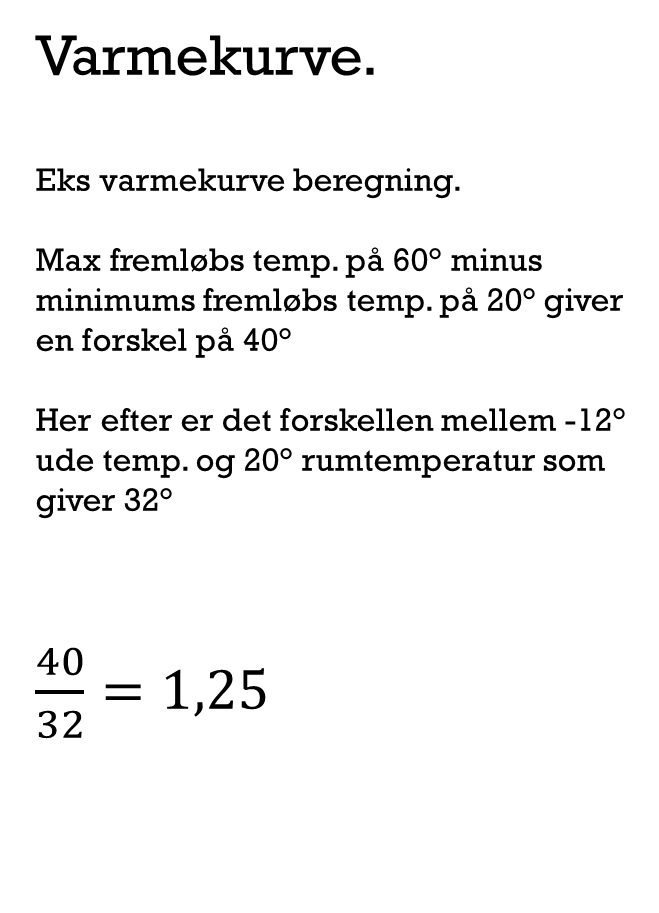 Varmekurve.
Eks varmekurve beregning.
Max fremløbs temp. på 60° minus
minimums fremløbs temp. på 20° giver
en forskel på 40°
Her efter er det forskellen mellem -12°
ude temp. og 20° rumtemperatur som
giver 32°
40
32
= 1,25